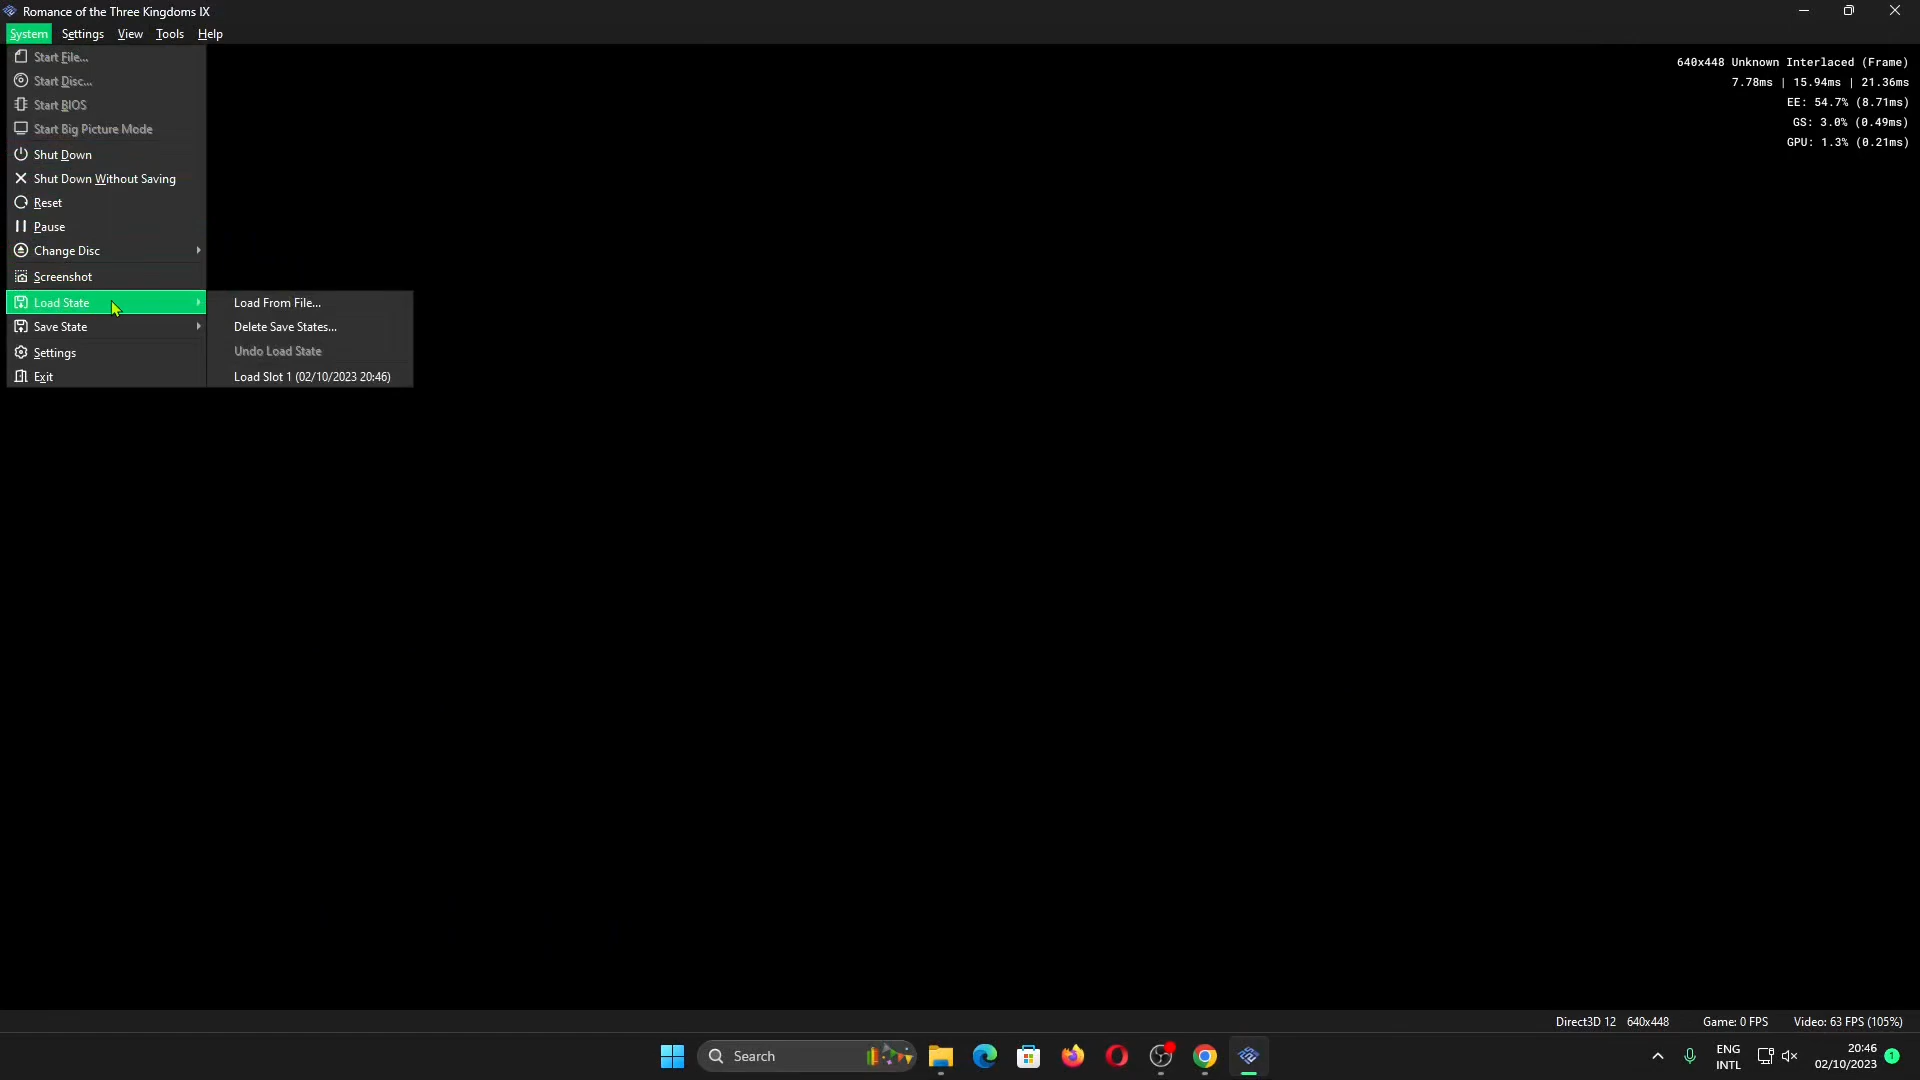 Romance of the Three Kingdoms IX
System Settings View Tools Help
Start File...
Start Disc...
Start BIOS
Start Big Picture Mode
Shut Down
Shut Down Without Saving
Reset
Pause
Change Disc
Screenshot
Load State
Save State
Settings
Exit
Load From File...
Delete Save States...
Undo Load State
Load Slot 1 (02/10/2023 20:46)
640x448 Unknown Interlaced (Frame)
7.78ms | 15.94ms | 21.36ms
EE: 54.7% (8.71ms)
GS: 3.0% (0.49ms)
GPU: 1.3% (0.21ms)
Direct3D 12 640x448 Game: 0 FPS Video: 63 FPS (105%)
Search
ENG
INTL
20:46
02/10/2023
1